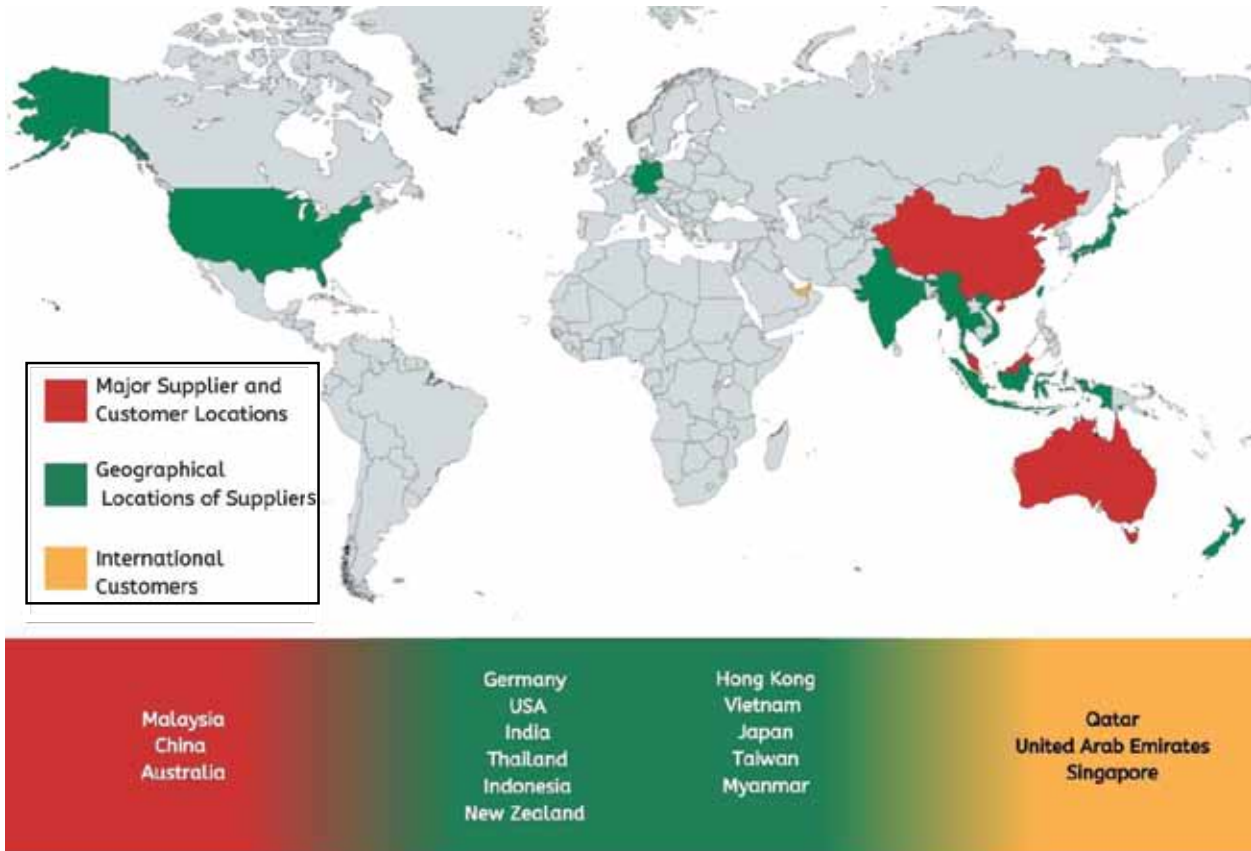 Major Supplier and
Customer Locations
Geographical
Locations of Suppliers
International
Customers
Malaysia
China
Australia
Germany
USA
India
Thailand
Indonesia
New Zealand
Hong Kong
Vietnam
Japan
Taiwan
Myanmar
Qatar
United Arab Emirates
Singapore